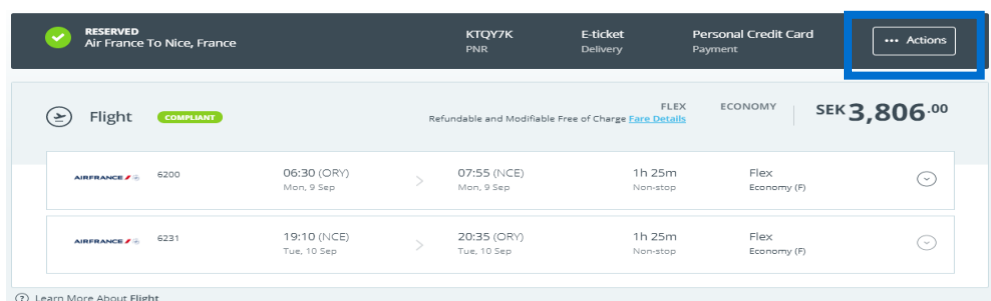 RESERVED
Air France To Nice, France
KTQY7K
PNR
E-ticket
Delivery
Personal Credit Card
Payment
••• Actions
Flight
COMPLIANT
FLEX
Refundable and Modifiable Free of Charge Fare Details
ECONOMY
SEK 3,806.00
AIRFRANCE
6200
06:30 (ORY)
Mon, 9 Sep
07:55 (NCE)
Mon, 9 Sep
1h 25m
Non-stop
Flex
Economy (F)
AIRFRANCE
6231
19:10 (NCE)
Tue, 10 Sep
20:35 (ORY)
Tue, 10 Sep
1h 25m
Non-stop
Flex
Economy (F)
? Learn More About Flight